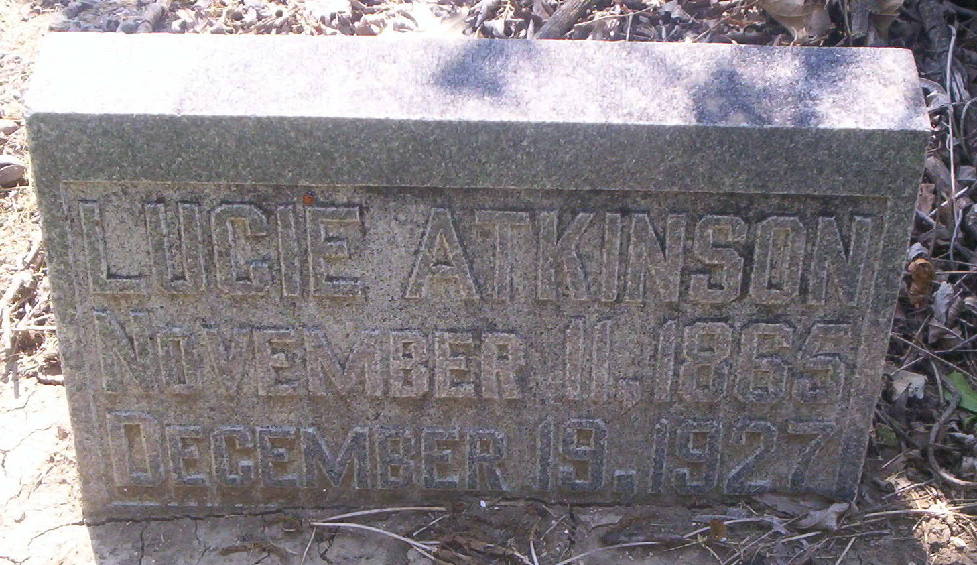 LUCIE ATKINSON
NOVEMBER 11, 1865
DECEMBER 19, 1927